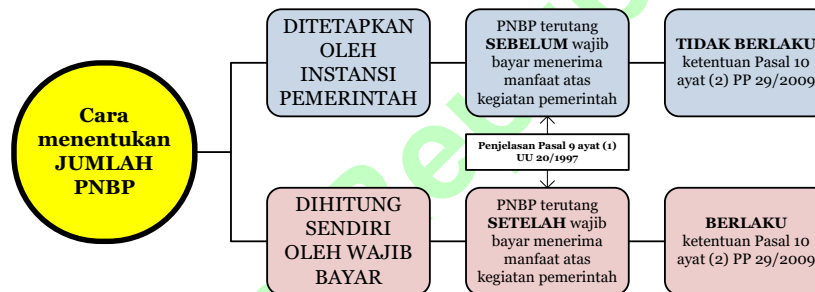 Cara
menentukan
JUMLAH
PNBP
DITETAPKAN
OLEH
INSTANSI
PEMERINTAH
PNBP terutang
SEBELUM wajib
bayar menerima
manfaat atas
kegiatan pemerintah
TIDAK BERLAKU
ketentuan Pasal 10
ayat (2) PP 29/2009
Penjelasan Pasal 9 ayat (1)
UU 20/1997
DIHITUNG
SENDIRI
OLEH WAJIB
BAYAR
PNBP terutang
SETELAH wajib
bayar menerima
manfaat atas
kegiatan pemerintah
BERLAKU
ketentuan Pasal 10
ayat (2) PP 29/2009